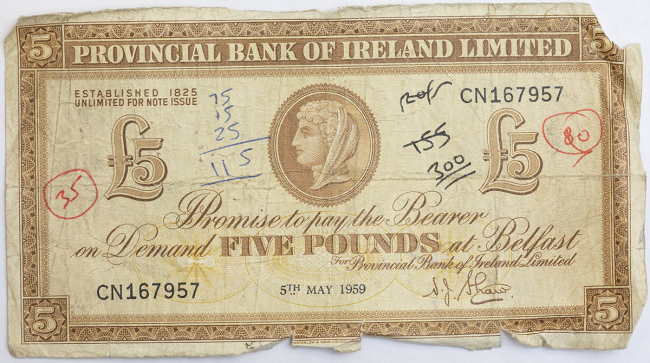 5 PROVINCIAL BANK OF IRELAND LIMITED 5
ESTABLISHED 1825
UNLIMITED FOR NOTE ISSUE
CN167957
£5
£5
75
15
25
115
155
300
35
80
I Promise to pay the Bearer
on Demand FIVE POUNDS at Belfast
For Provincial Bank of Ireland Limited
CN167957
5TH MAY 1959
5
5